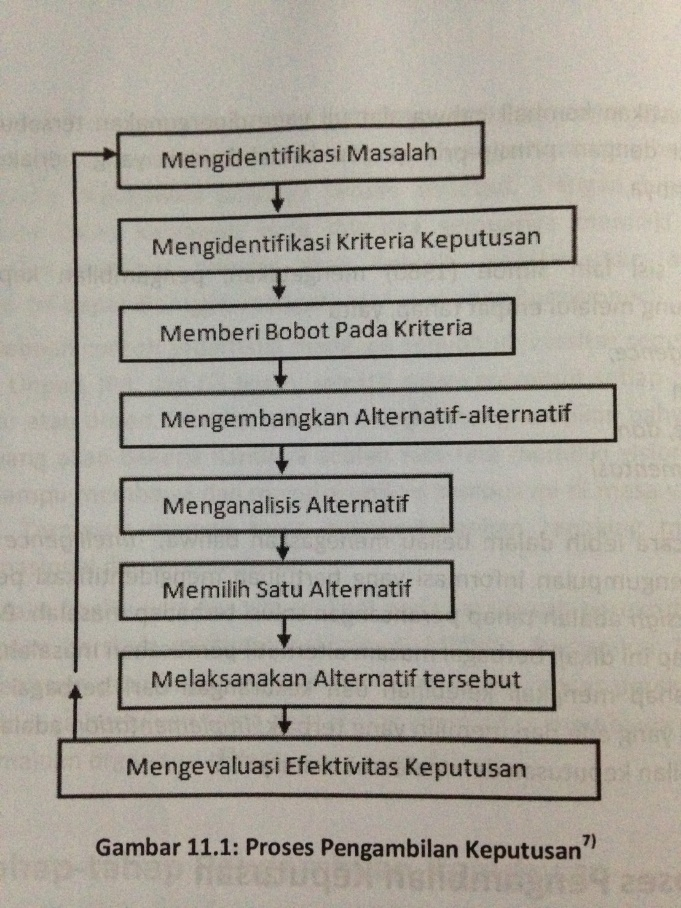 Mengidentifikasi Masalah
Mengidentifikasi Kriteria Keputusan
Memberi Bobot Pada Kriteria
Mengembangkan Alternatif-alternatif
Menganalisis Alternatif
Memilih Satu Alternatif
Melaksanakan Alternatif tersebut
Mengevaluasi Efektivitas Keputusan
Gambar 11.1: Proses Pengambilan Keputusan⁷⁾